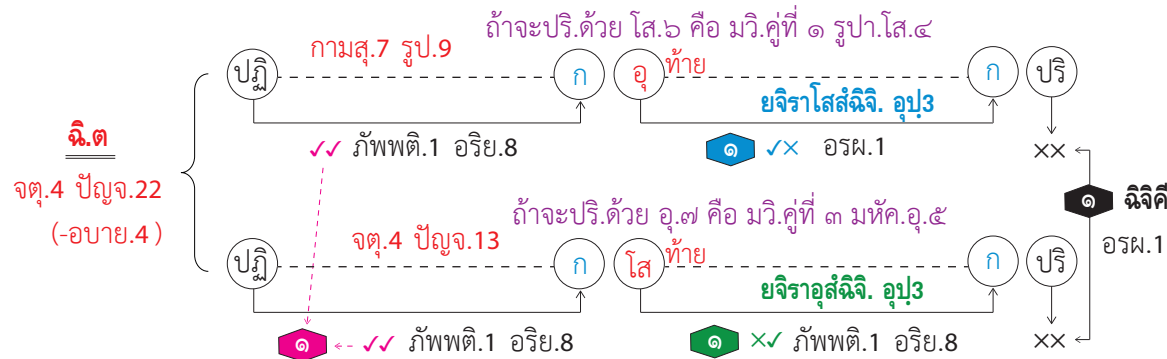 ถ้าจะปริ.ด้วย โส.๖ คือ มวิ.คู่ที่ ๑ รูปา.โส.๔
กามสุ.7 รูป.9
ปฏิ ก อุ ท้าย ก ปริ
ยจิราโสสํฉิจิ. อุปฺ3
✓✓ ภัพพติ.1 อริย.8
๑ ✓× อรผ.1
××
ฉิ.ต
จตุ.4 ปัญจ.22
(-อบาย.4 )
๑ ฉิจิคี
อรผ.1
ถ้าจะปริ.ด้วย อุ.๗ คือ มวิ.คู่ที่ ๓ มหัค.อุ.๕
จตุ.4 ปัญจ.13
ปฏิ ก โส ท้าย ก ปริ
ยจิราอุสํฉิจิ. อุปฺ3
๑ ✓✓ ภัพพติ.1 อริย.8
๑ ×✓ ภัพพติ.1 อริย.8
××